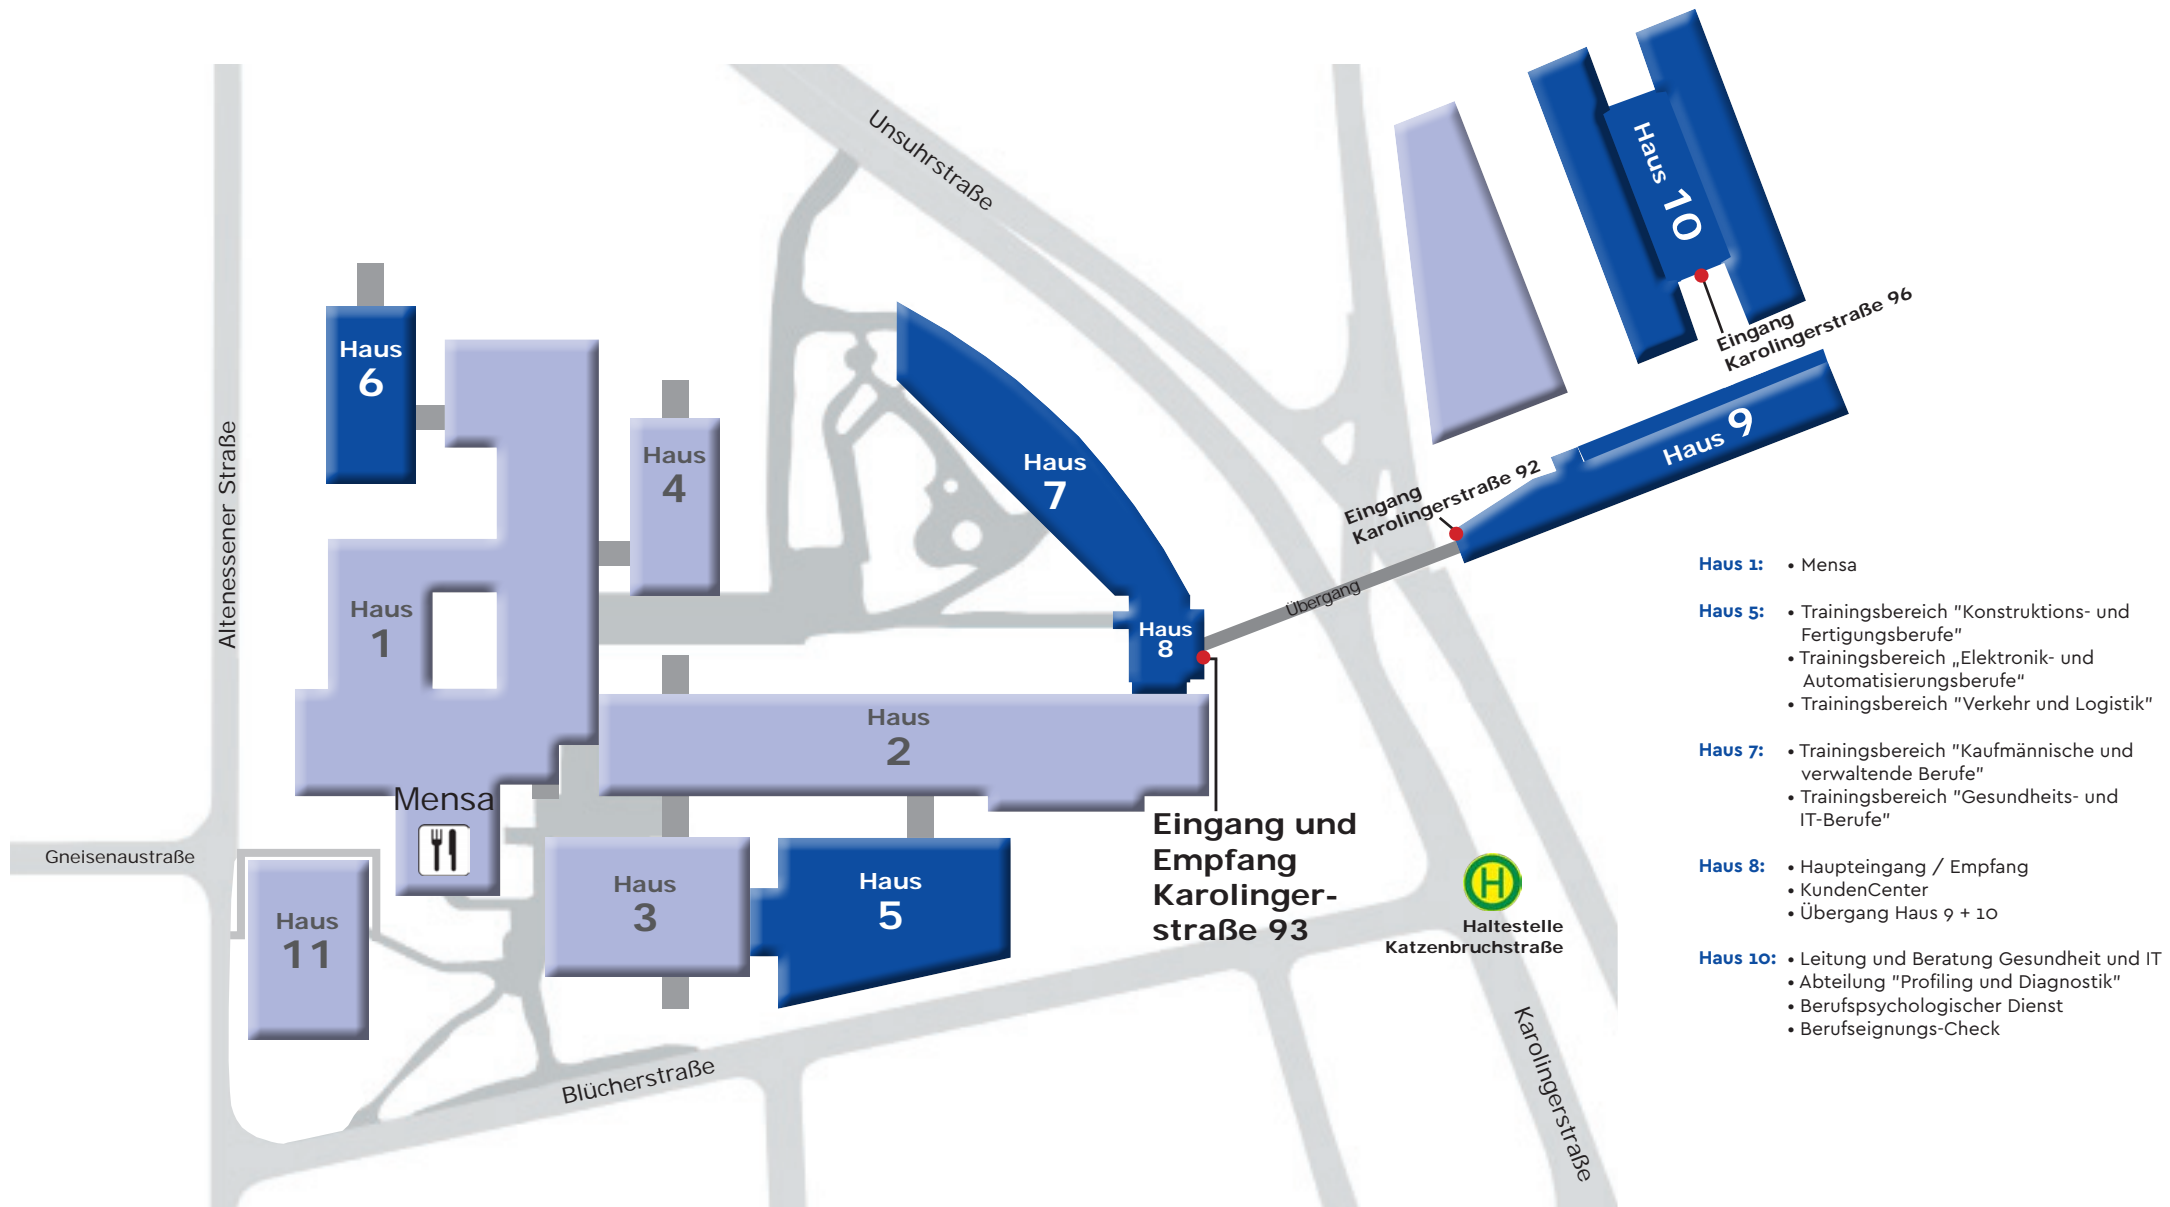 Unsuhrstraße
Haus 10
Eingang
Karolingerstraße 96
Haus
6
Altenessener Straße
Haus
4
Haus
7
Haus 9
Eingang
Karolingerstraße 92
Übergang
Haus
1
Haus
8
Haus
2
Mensa
Eingang und
Empfang
Karolinger-
straße 93
Gneisenaustraße
Haus
11
Haus
3
Haus
5
H
Haltestelle
Katzenbruchstraße
Blücherstraße
Karolingerstraße
Haus 1: • Mensa
Haus 5: • Trainingsbereich "Konstruktions- und
Fertigungsberufe"
• Trainingsbereich „Elektronik- und
Automatisierungsberufe“
• Trainingsbereich "Verkehr und Logistik"
Haus 7: • Trainingsbereich "Kaufmännische und
verwaltende Berufe"
• Trainingsbereich "Gesundheits- und
IT-Berufe"
Haus 8: • Haupteingang / Empfang
• KundenCenter
• Übergang Haus 9 + 10
Haus 10: • Leitung und Beratung Gesundheit und IT
• Abteilung "Profiling und Diagnostik"
• Berufspsychologischer Dienst
• Berufseignungs-Check